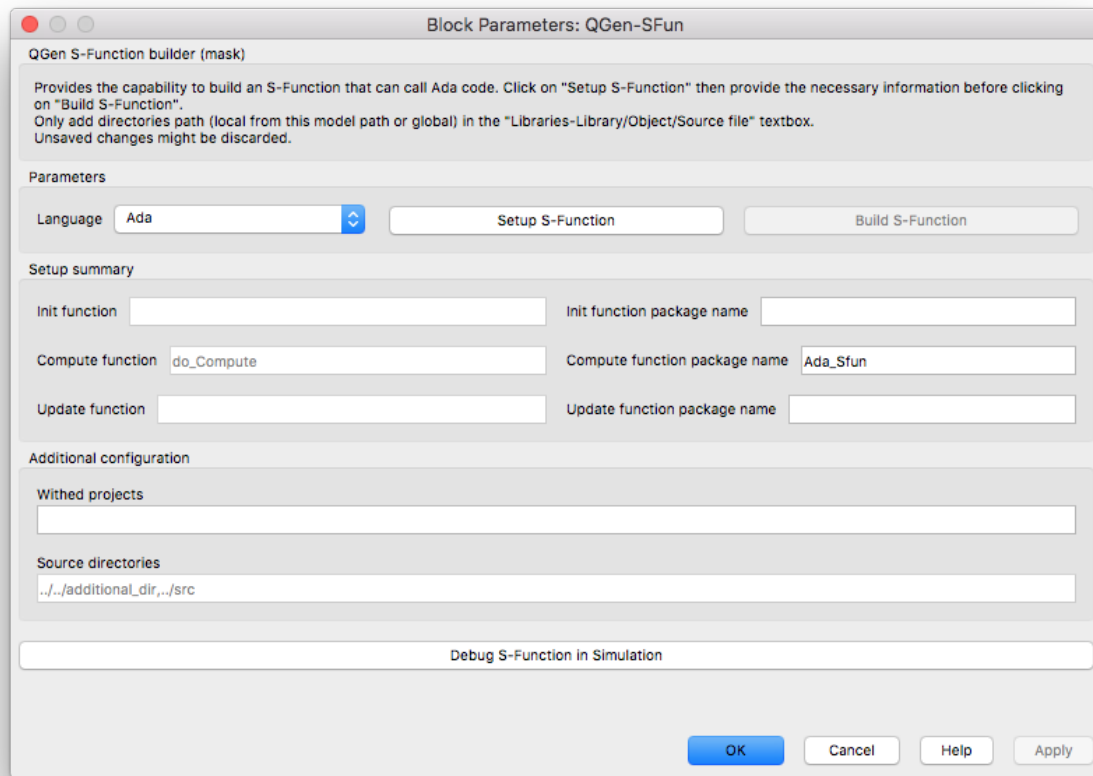 Block Parameters: QGen-SFun
QGen S-Function builder (mask)
Provides the capability to build an S-Function that can call Ada code. Click on "Setup S-Function" then provide the necessary information before clicking
on "Build S-Function".
Only add directories path (local from this model path or global) in the "Libraries-Library/Object/Source file" textbox.
Unsaved changes might be discarded.
Parameters
Language Ada Setup S-Function Build S-Function
Setup summary
Init function Init function package name
Compute function do_Compute Compute function package name Ada_Sfun
Update function Update function package name
Additional configuration
Withed projects
Source directories
../../additional_dir,../src
Debug S-Function in Simulation
OK Cancel Help Apply